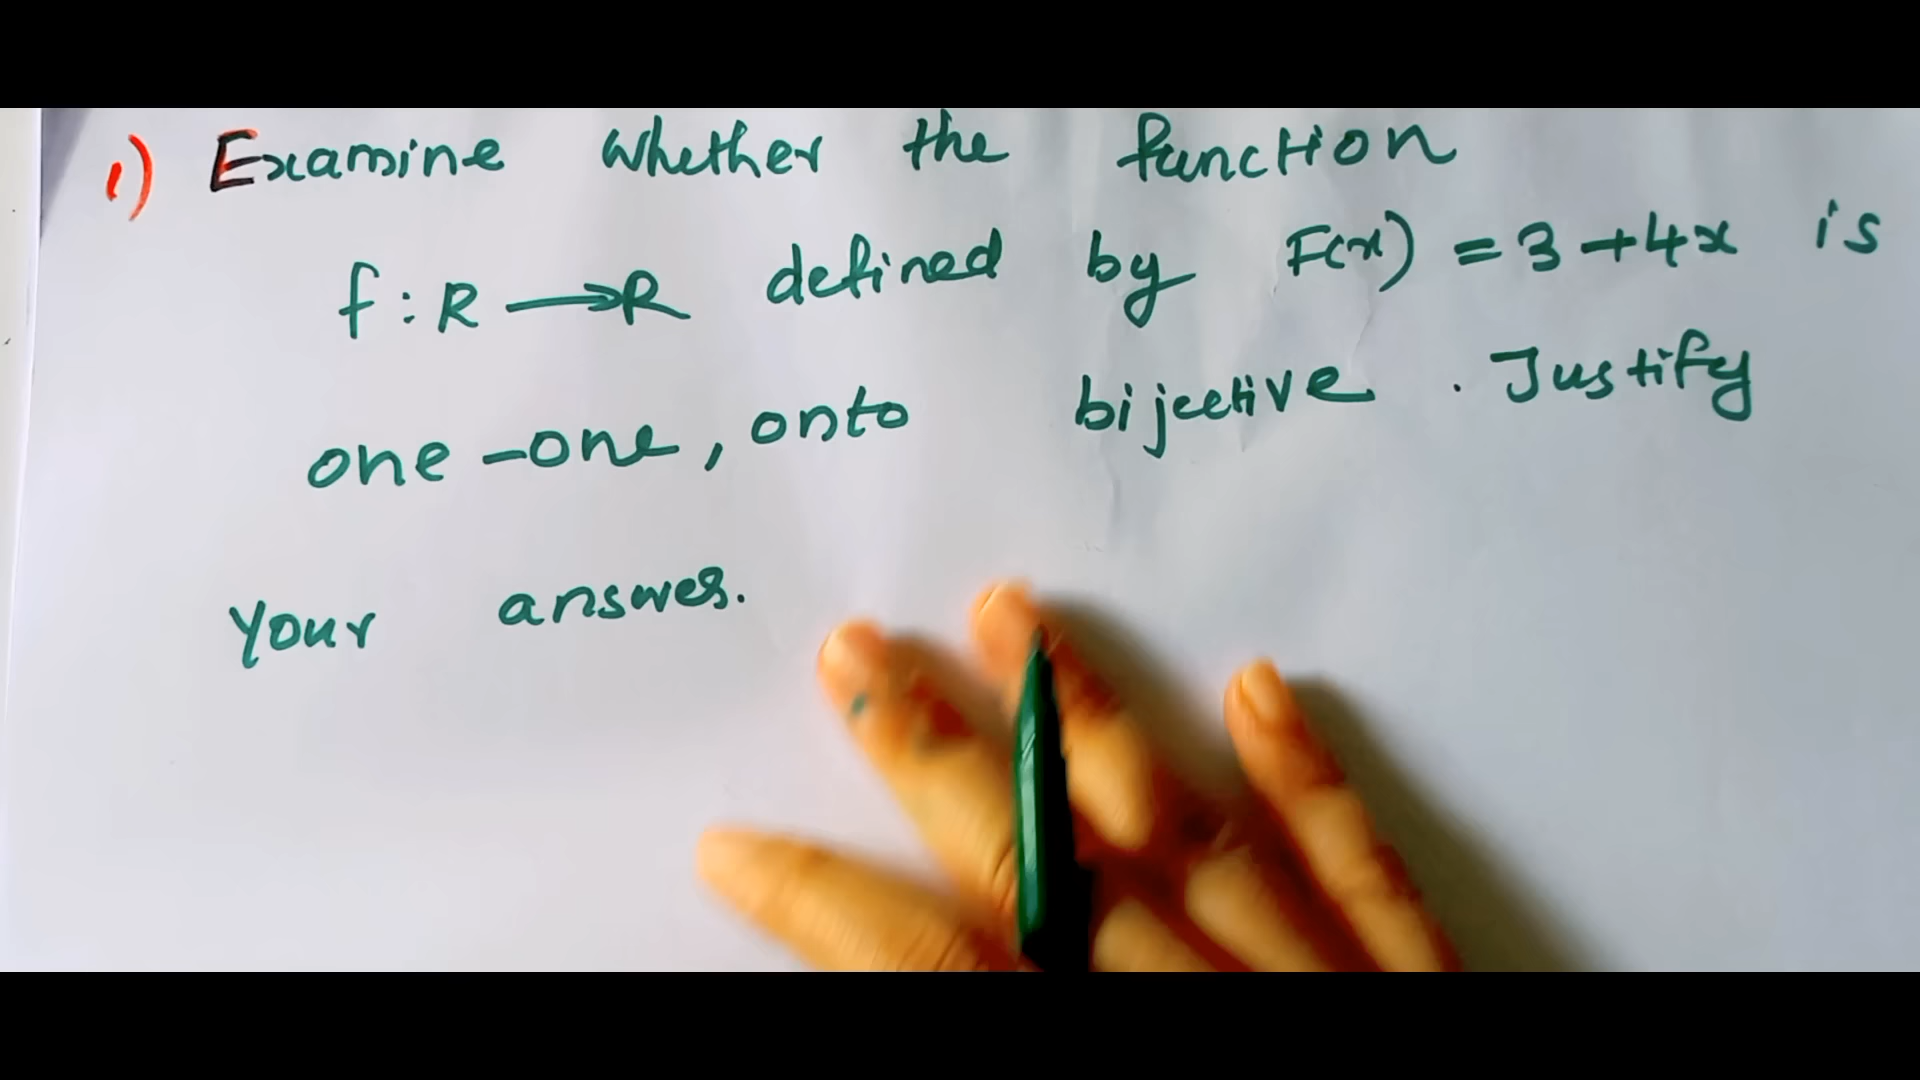 1) Examine whether the function
f : R → R defined by F(x) = 3 + 4x is
one - one, onto bijective. Justify
Your answer.